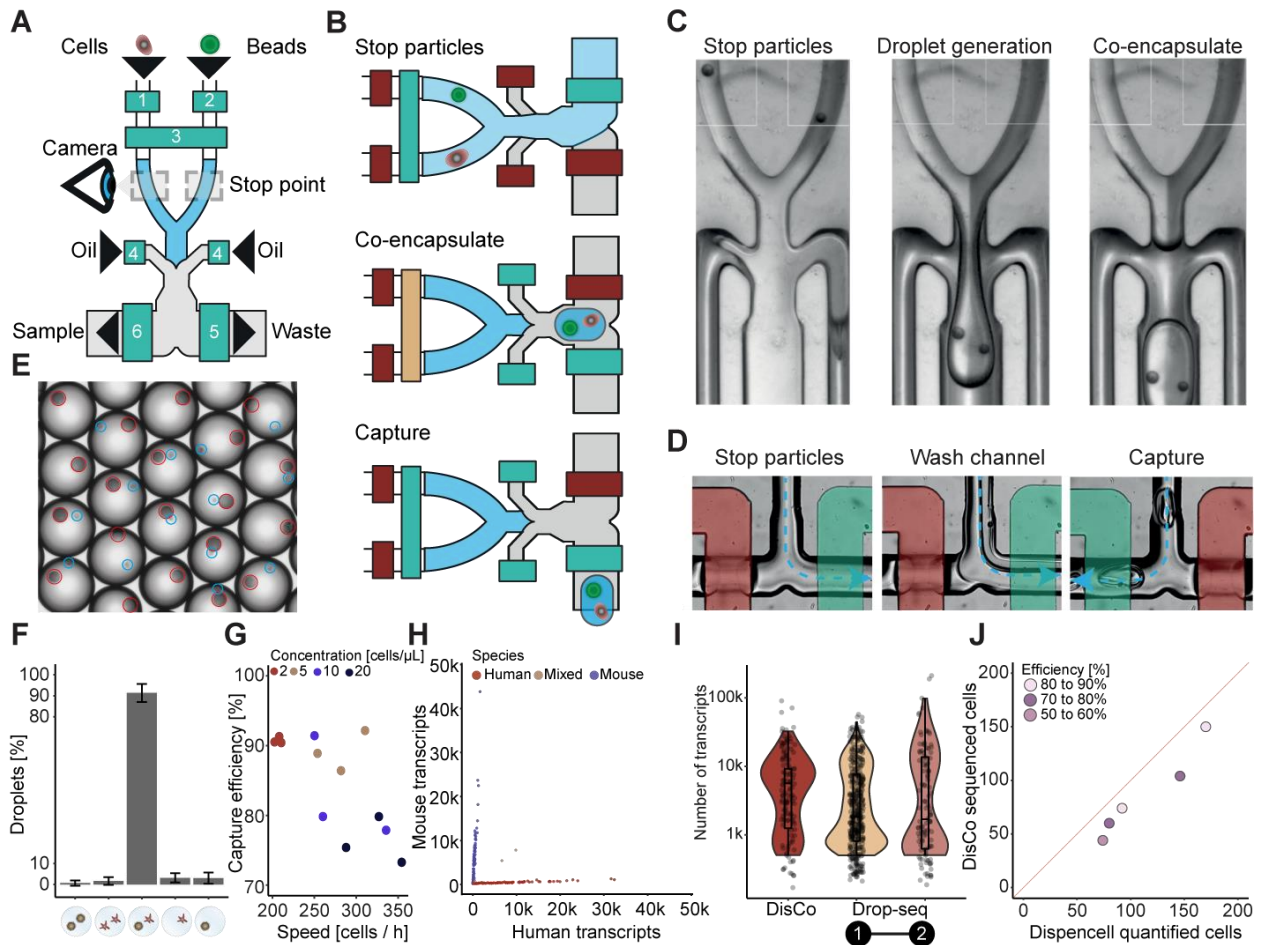 A
Cells
Beads
1
2
3
Camera
Stop point
Oil
4
4
Oil
Sample
6
5
Waste
B
Stop particles
Co-encapsulate
Capture
C
Stop particles
Droplet generation
Co-encapsulate
D
Stop particles
Wash channel
Capture
E
F
Droplets [%]
100
90
80
10
0
G
Concentration [cells/µL]
2 5 10 20
Capture efficiency [%]
100
90
80
70
200 250 300 350
Speed [cells / h]
H
Species
Human Mixed Mouse
Mouse transcripts
50k
40k
30k
20k
10k
0
0 10k 20k 30k 40k 50k
Human transcripts
I
Number of transcripts
100k
10k
1k
DisCo
Drop-seq
1 2
J
Efficiency [%]
80 to 90%
70 to 80%
50 to 60%
DisCo sequenced cells
200
150
100
50
0
0 50 100 150 200
Dispencell quantified cells